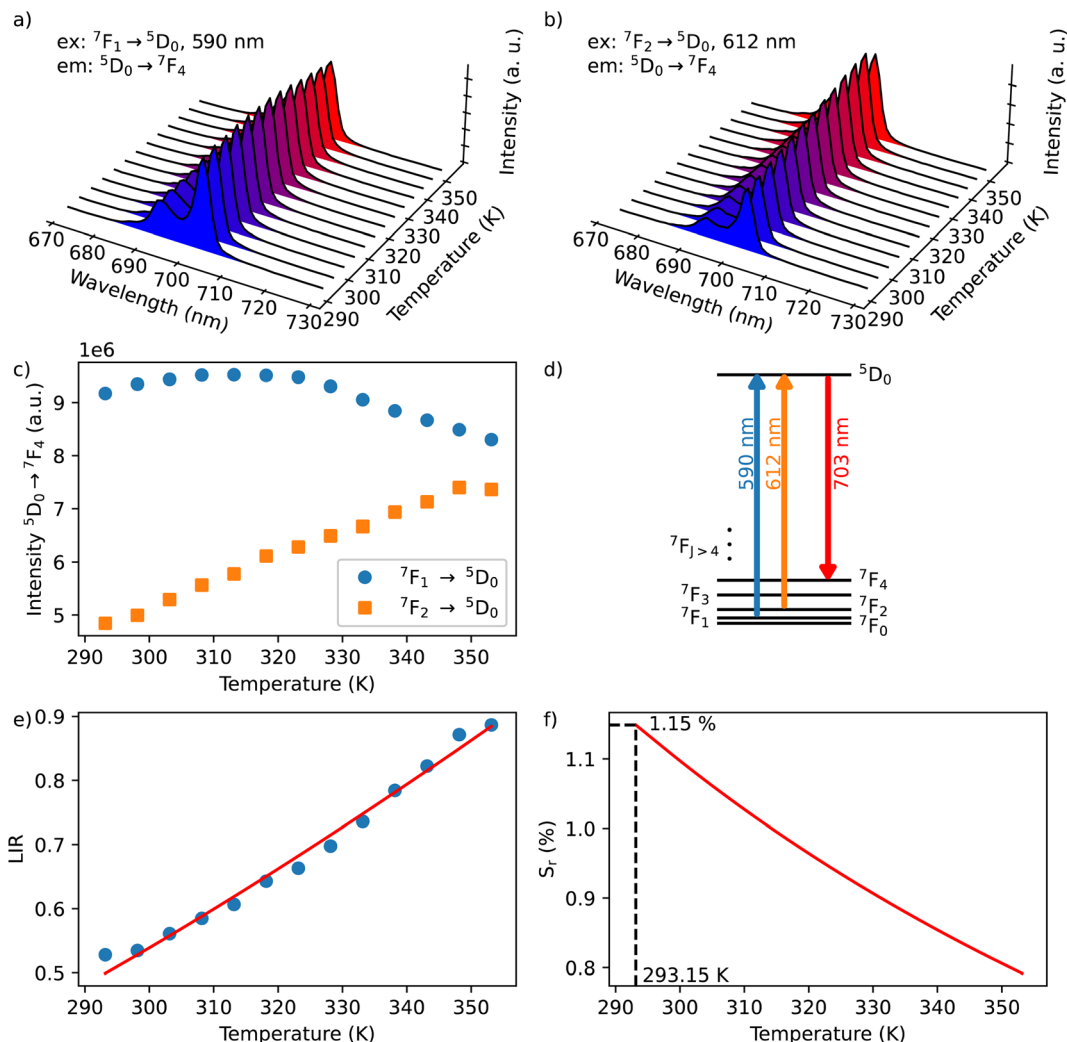 a)
ex: ⁷F₁→⁵D₀, 590 nm
em: ⁵D₀→⁷F₄
Intensity (a. u.)
670
680
690
700
710
720
730
Wavelength (nm)
290
300
310
320
330
340
350
Temperature (K)
b)
ex: ⁷F₂→⁵D₀, 612 nm
em: ⁵D₀→⁷F₄
Intensity (a. u.)
670
680
690
700
710
720
730
Wavelength (nm)
290
300
310
320
330
340
350
Temperature (K)
c)
1e6
9
8
7
6
5
Intensity ⁵D₀→⁷F₄ (a.u.)
⁷F₁ → ⁵D₀
⁷F₂ → ⁵D₀
290 300 310 320 330 340 350
Temperature (K)
d)
⁵D₀
590 nm
612 nm
703 nm
⁷F_J>4
⁷F₄
⁷F₃
⁷F₂
⁷F₁
⁷F₀
e)
0.9
0.8
0.7
0.6
0.5
LIR
290 300 310 320 330 340 350
Temperature (K)
f)
1.15 %
1.1
1.0
0.9
0.8
Sᵣ (%)
293.15 K
300 310 320 330 340 350
Temperature (K)